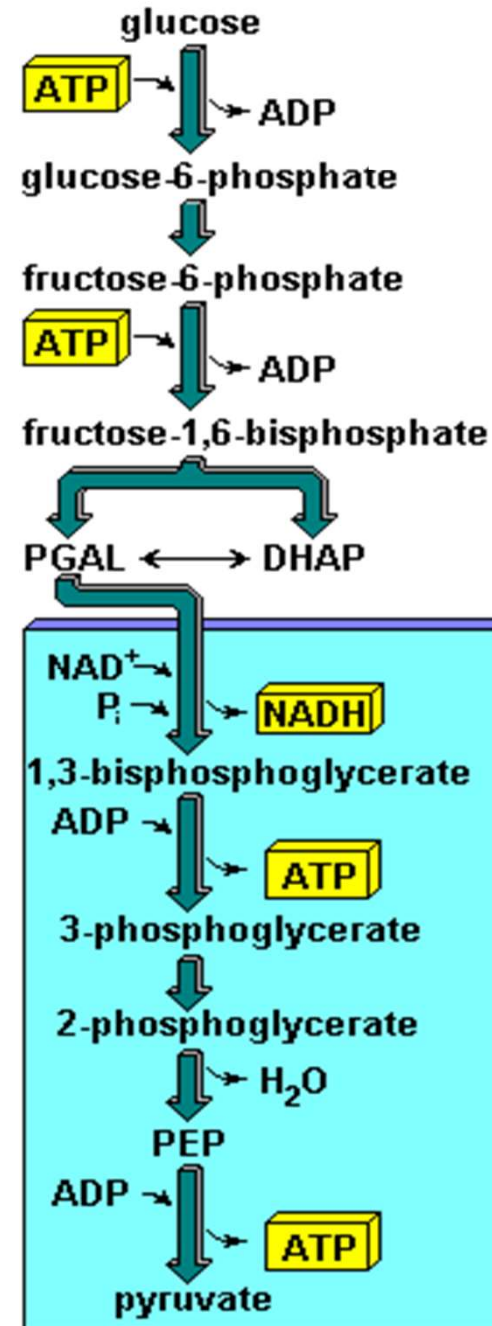 glucose
ATP
ADP
glucose-6-phosphate
fructose-6-phosphate
ATP
ADP
fructose-1,6-bisphosphate
PGAL DHAP
NAD⁺
Pᵢ NADH
1,3-bisphosphoglycerate
ADP
ATP
3-phosphoglycerate
2-phosphoglycerate
H₂O
PEP
ADP
ATP
pyruvate